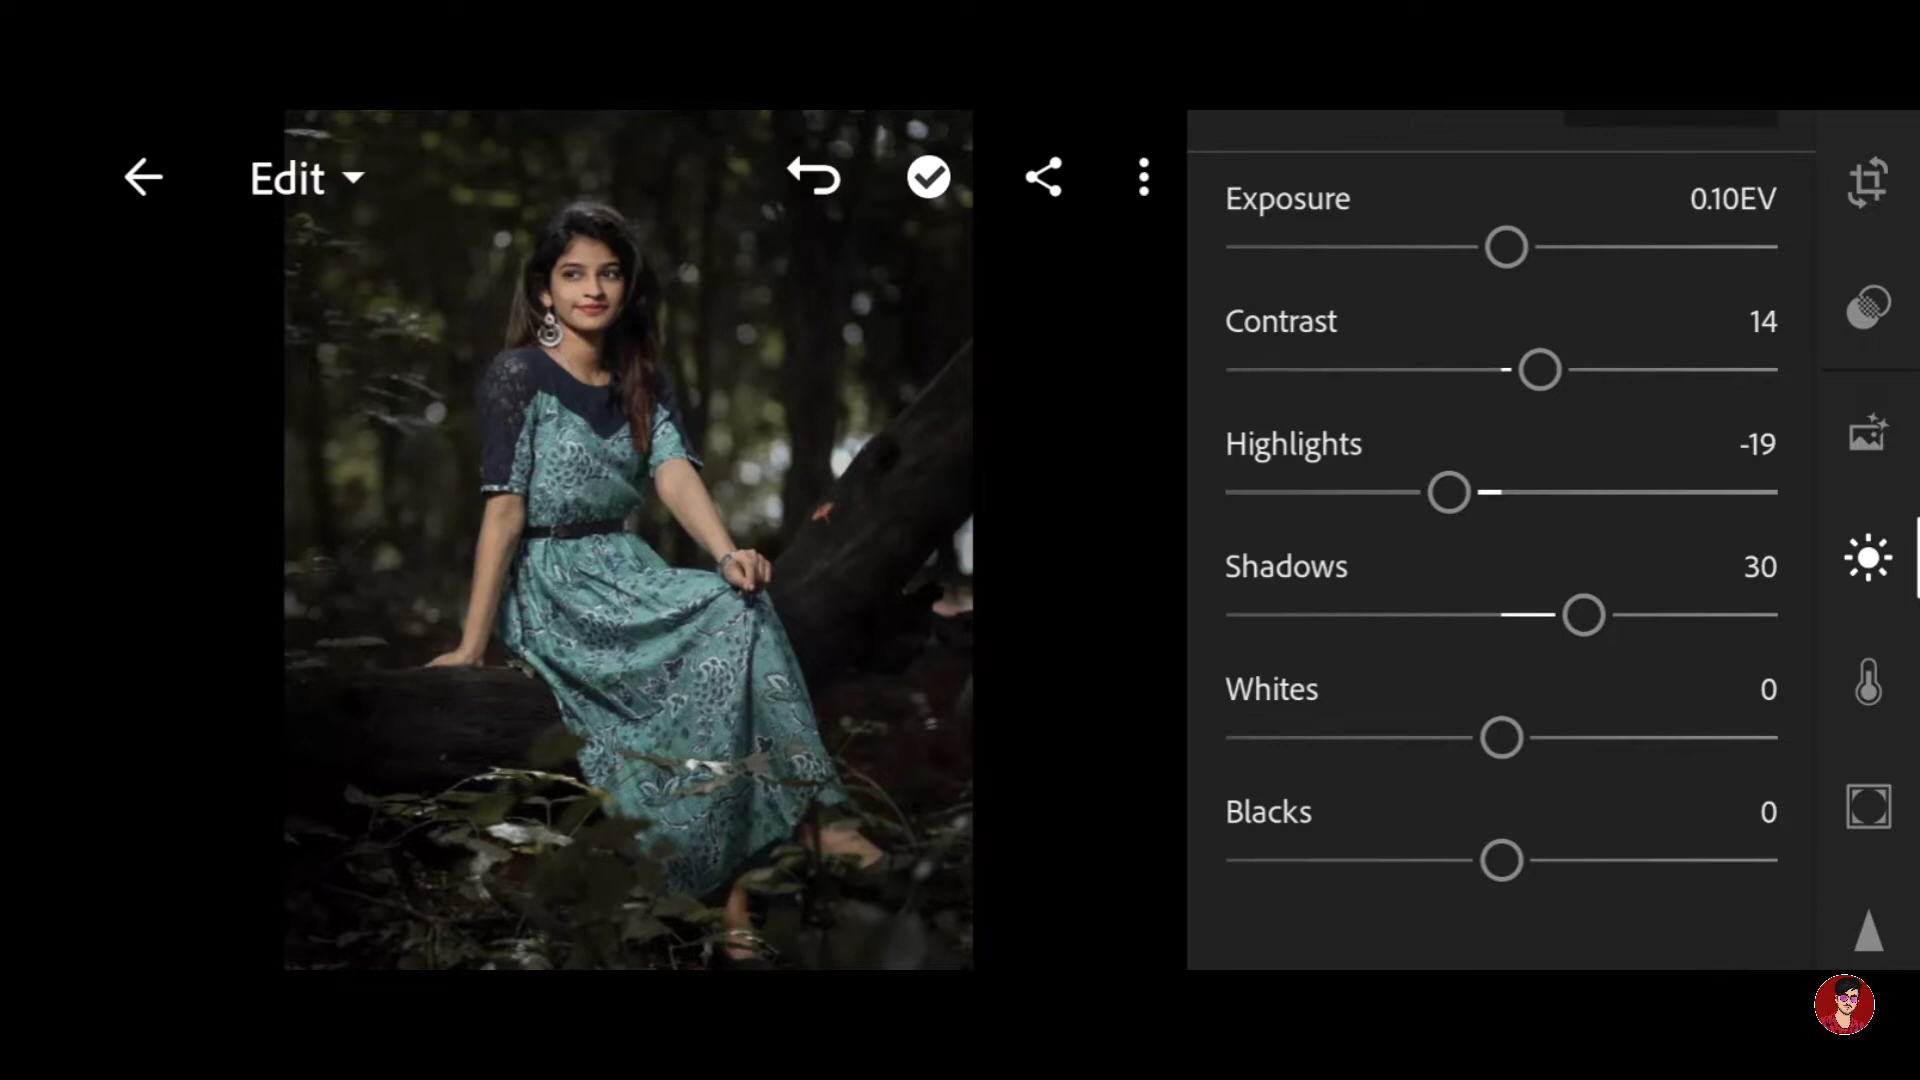 Edit
Exposure 0.10EV
Contrast 14
Highlights -19
Shadows 30
Whites 0
Blacks 0